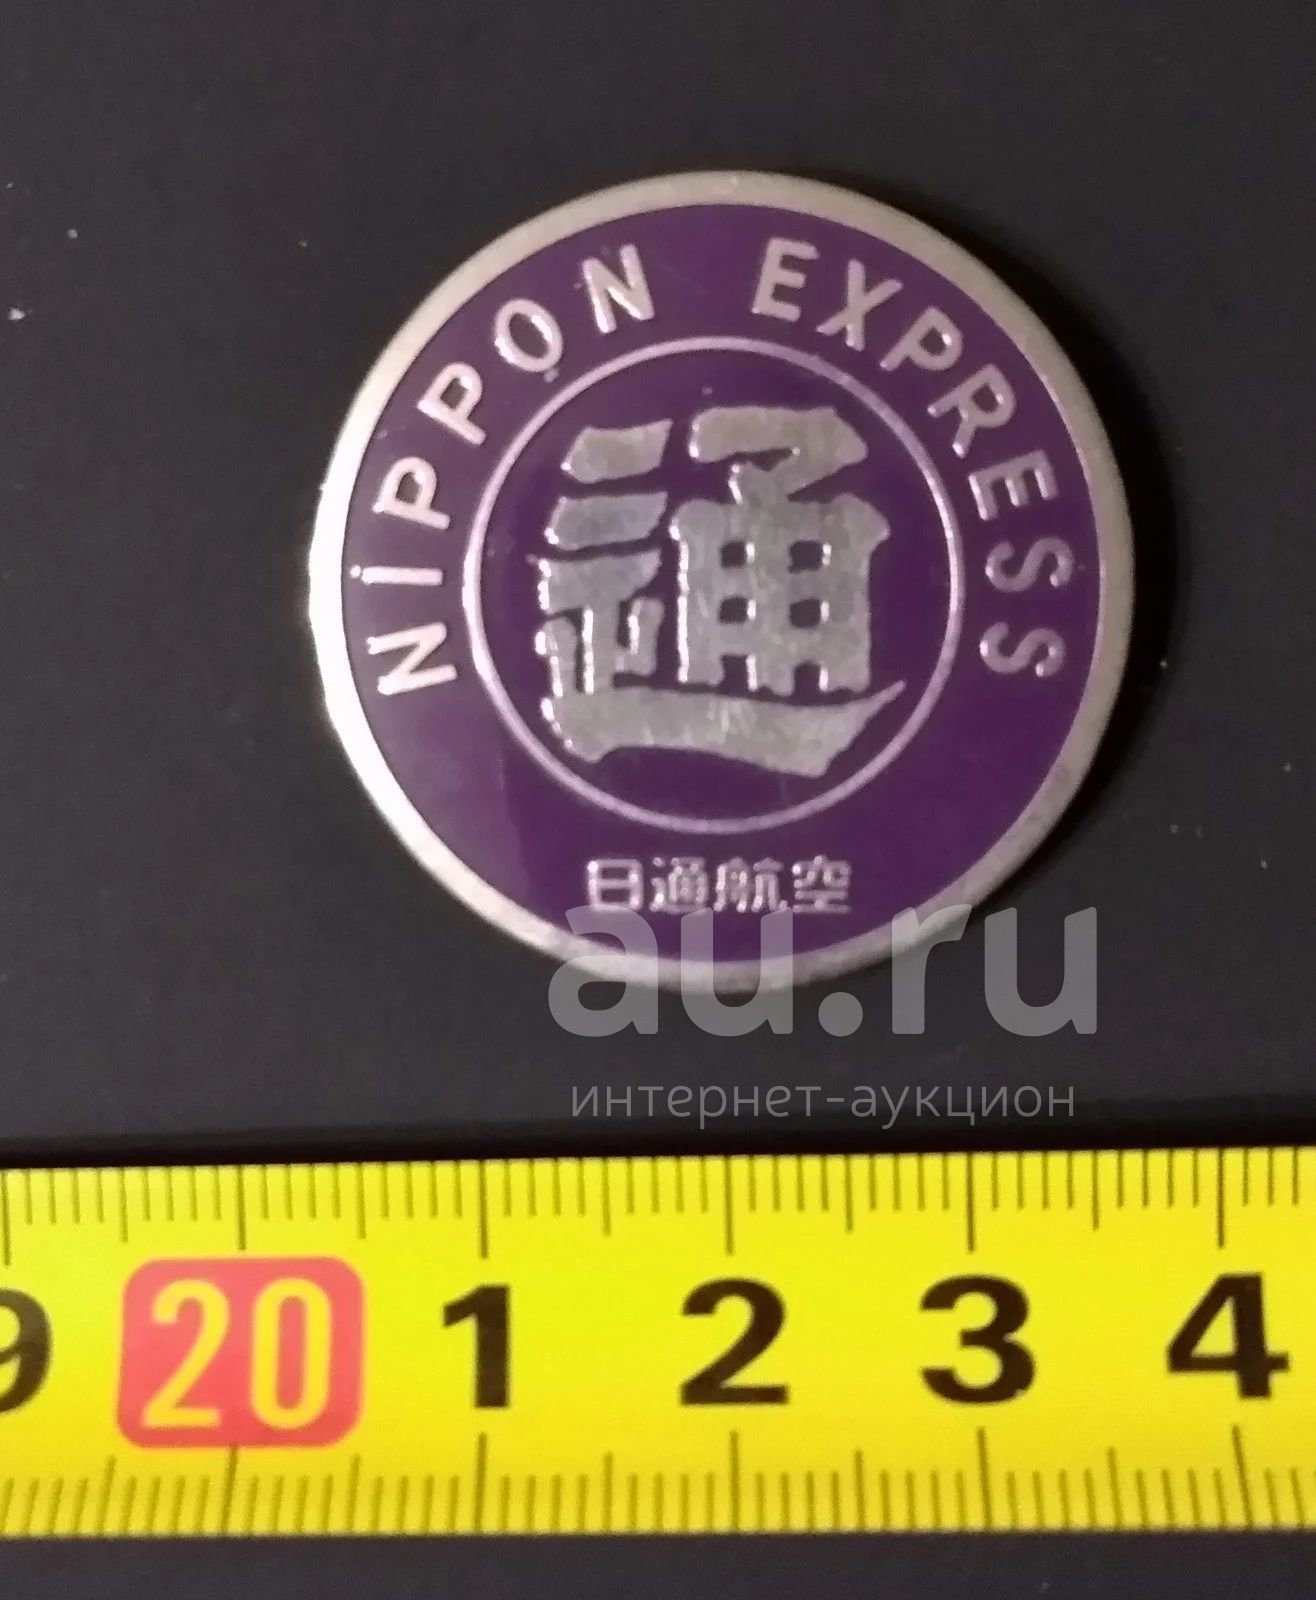 NIPPON EXPRESS
通
日通航空
au.ru
интернет-аукцион
9 20 1 2 3 4